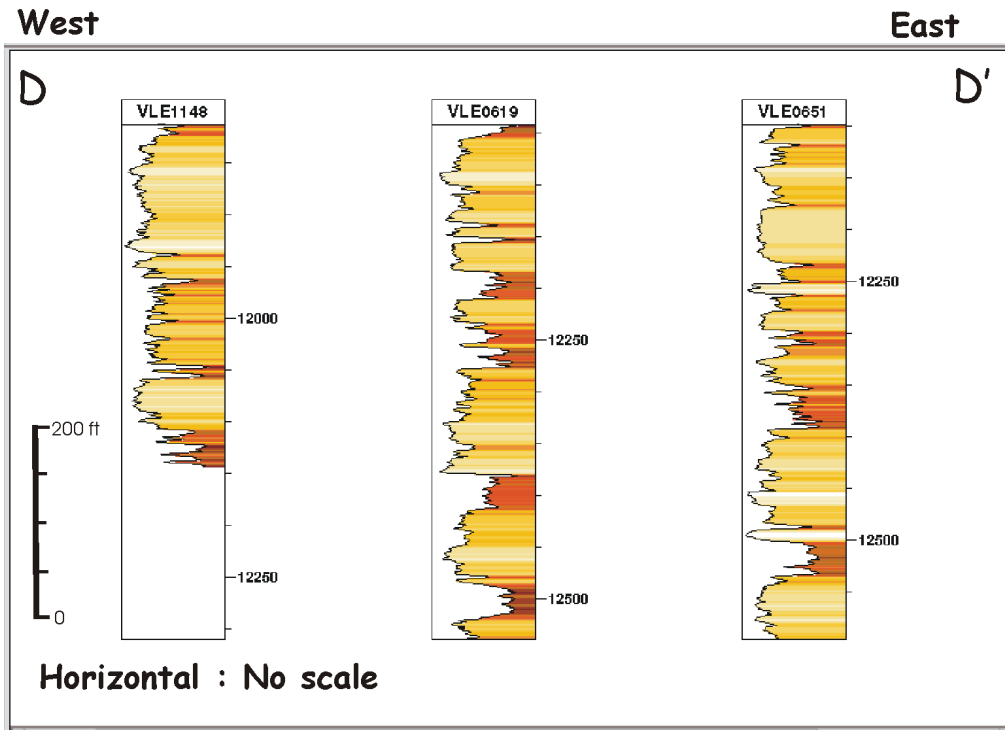 West East
D D'
VLE1148 VLE0619 VLE0651
12250
12000
12250
200 ft
12500
12250
12500
0
Horizontal : No scale